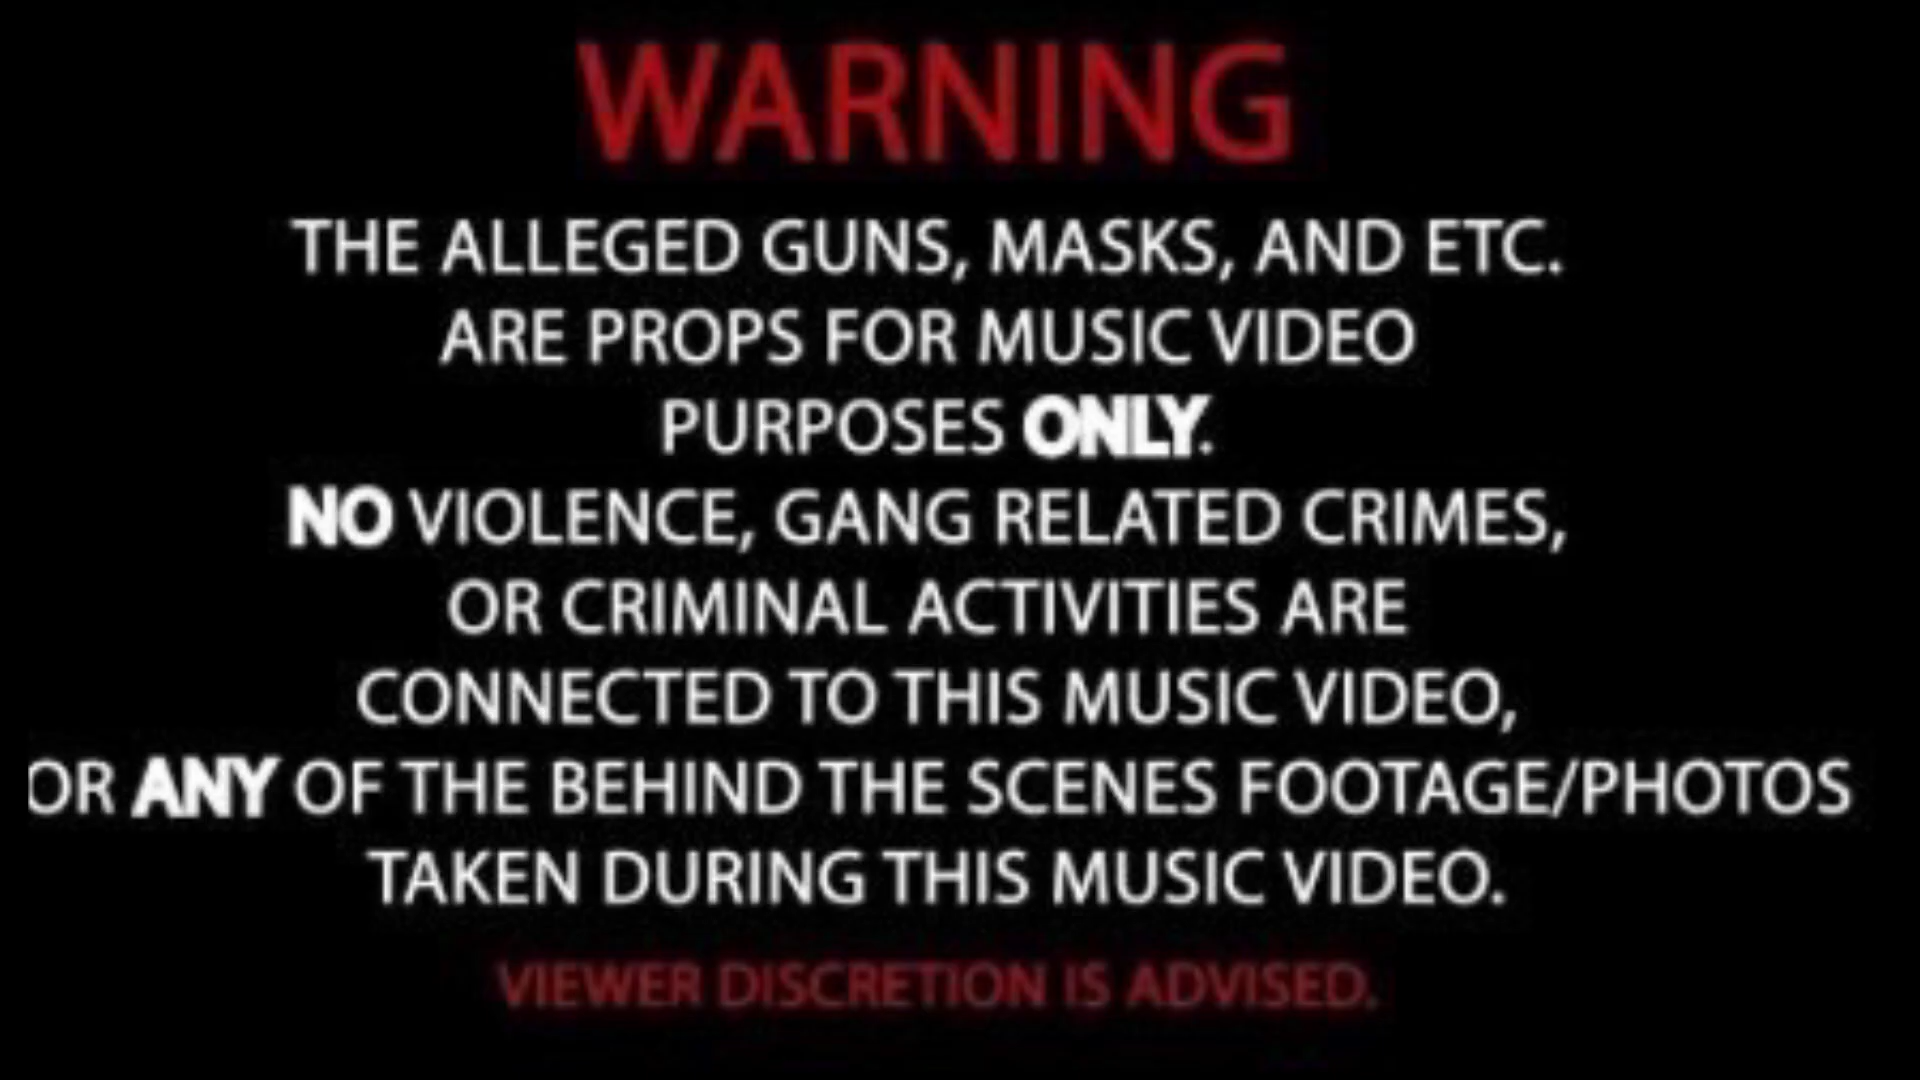 WARNING
THE ALLEGED GUNS, MASKS, AND ETC.
ARE PROPS FOR MUSIC VIDEO
PURPOSES ONLY.
NO VIOLENCE, GANG RELATED CRIMES,
OR CRIMINAL ACTIVITIES ARE
CONNECTED TO THIS MUSIC VIDEO,
OR ANY OF THE BEHIND THE SCENES FOOTAGE/PHOTOS
TAKEN DURING THIS MUSIC VIDEO.
VIEWER DISCRETION IS ADVISED.